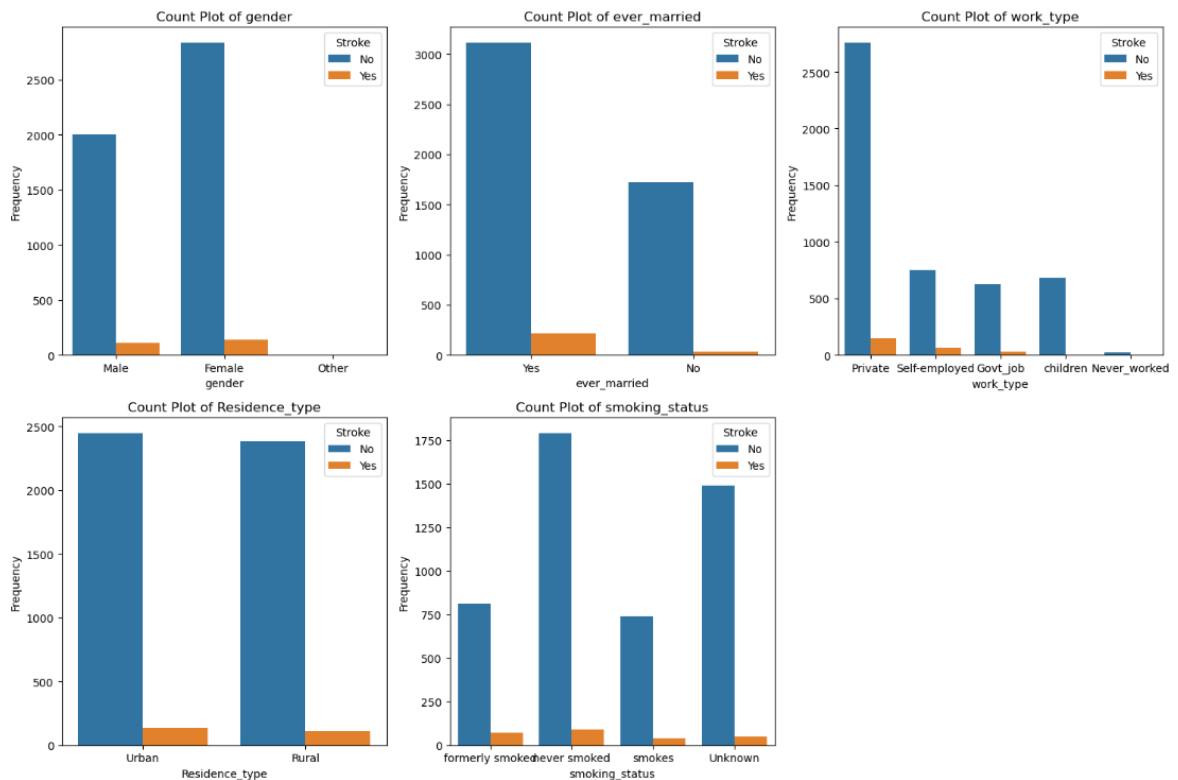 Count Plot of gender
Stroke
No
Yes
2500
2000
1500
1000
500
0
Frequency
Male Female Other
gender
Count Plot of ever_married
Stroke
No
Yes
3000
2500
2000
1500
1000
500
0
Frequency
Yes No
ever_married
Count Plot of work_type
Stroke
No
Yes
2500
2000
1500
1000
500
0
Frequency
Private Self-employed Govt_job children Never_worked
work_type
Count Plot of Residence_type
Stroke
No
Yes
2500
2000
1500
1000
500
0
Frequency
Urban Rural
Residence_type
Count Plot of smoking_status
Stroke
No
Yes
1750
1500
1250
1000
750
500
250
0
Frequency
formerly smoked never smoked smokes Unknown
smoking_status